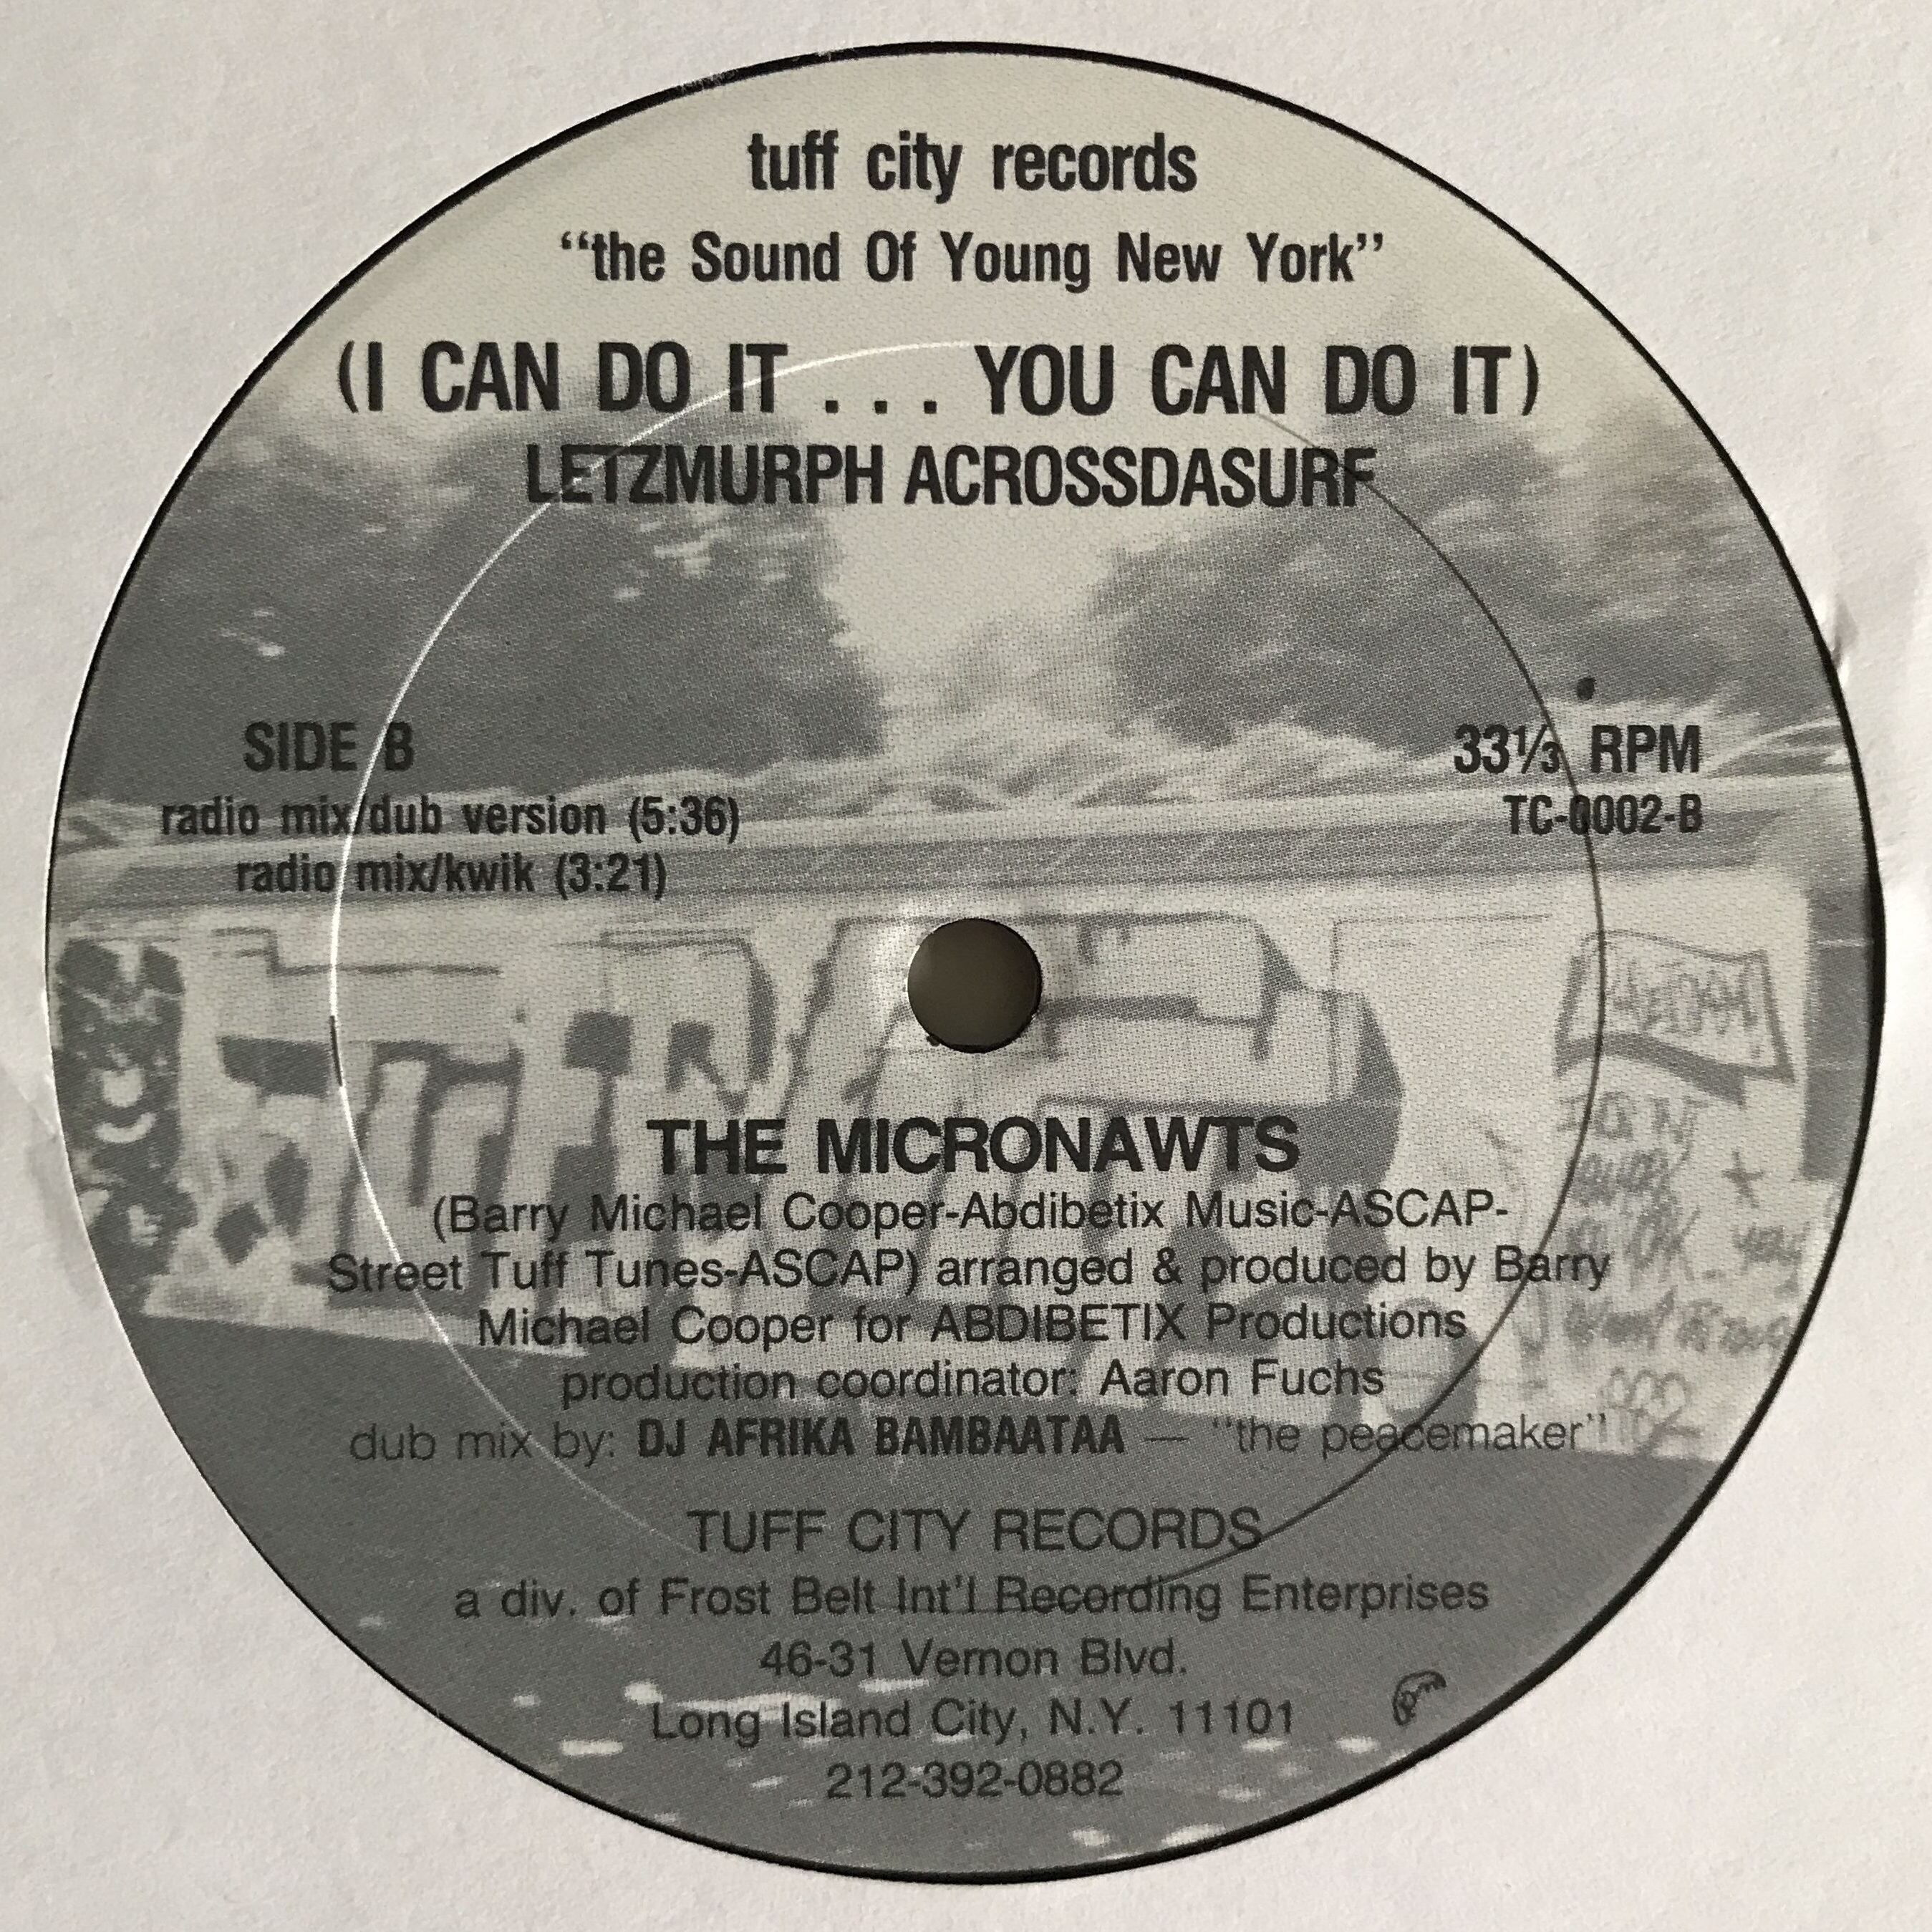 tuff city records
“the Sound Of Young New York”
(I CAN DO IT . . . YOU CAN DO IT)
LETZMURPH ACROSSDASURF
SIDE B
radio mix/dub version (5:36)
radio mix/kwik (3:21)
33⅓ RPM
TC-0002-B
THE MICRONAWTS
(Barry Michael Cooper-Abdibetix Music-ASCAP-
Street Tuff Tunes-ASCAP) arranged & produced by Barry
Michael Cooper for ABDIBETIX Productions
production coordinator: Aaron Fuchs
dub mix by: DJ AFRIKA BAMBAATAA — “the peacemaker”
TUFF CITY RECORDS
a div. of Frost Belt Int'l Recording Enterprises
46-31 Vernon Blvd.
Long Island City, N.Y. 11101
212-392-0882